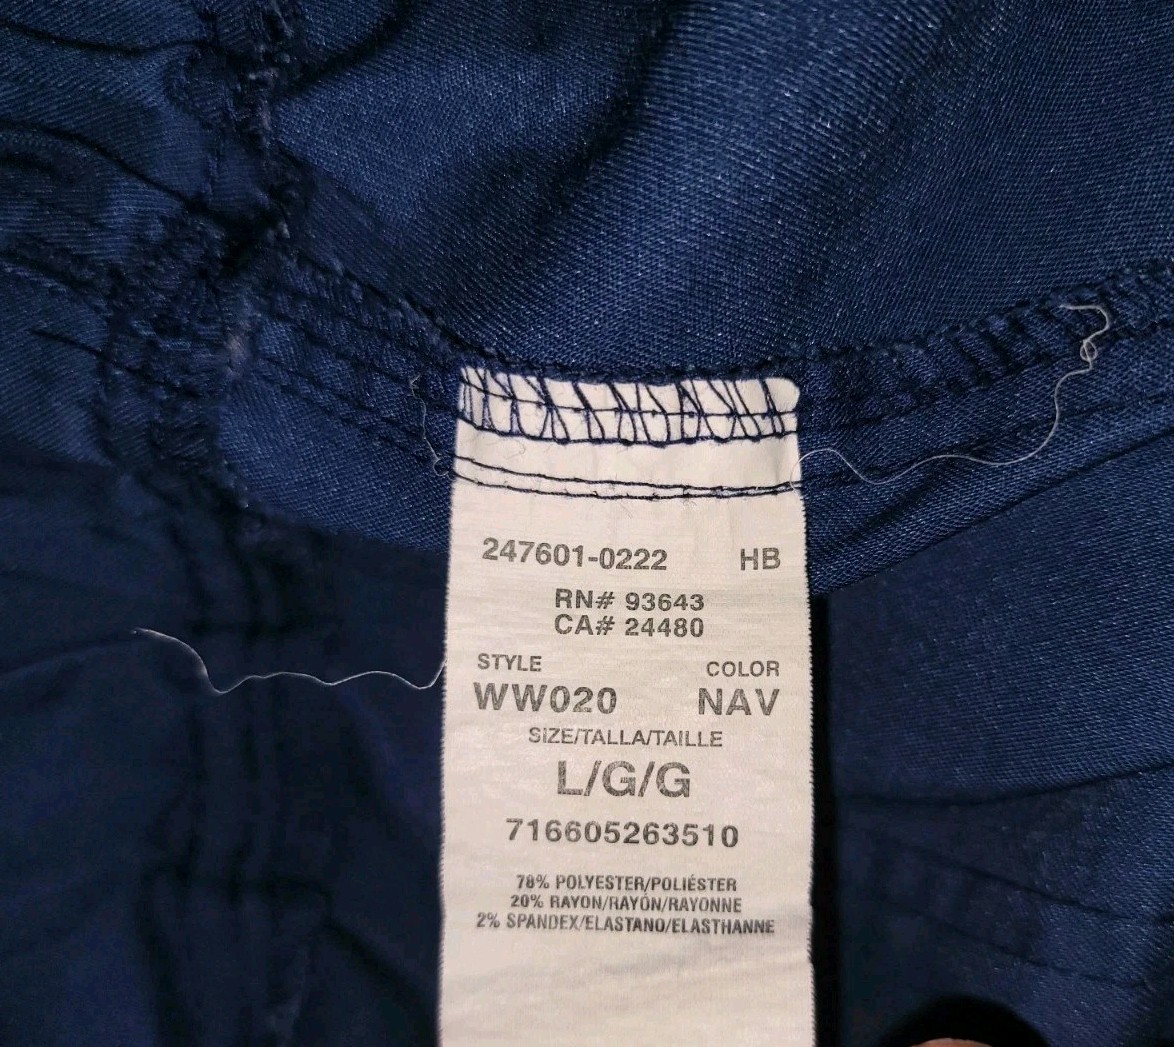 247601-0222 HB
RN# 93643
CA# 24480
STYLE COLOR
WW020 NAV
SIZE/TALLA/TAILLE
L/G/G
716605263510
78% POLYESTER/POLIÉSTER
20% RAYON/RAYÓN/RAYONNE
2% SPANDEX/ELASTANO/ELASTHANNE